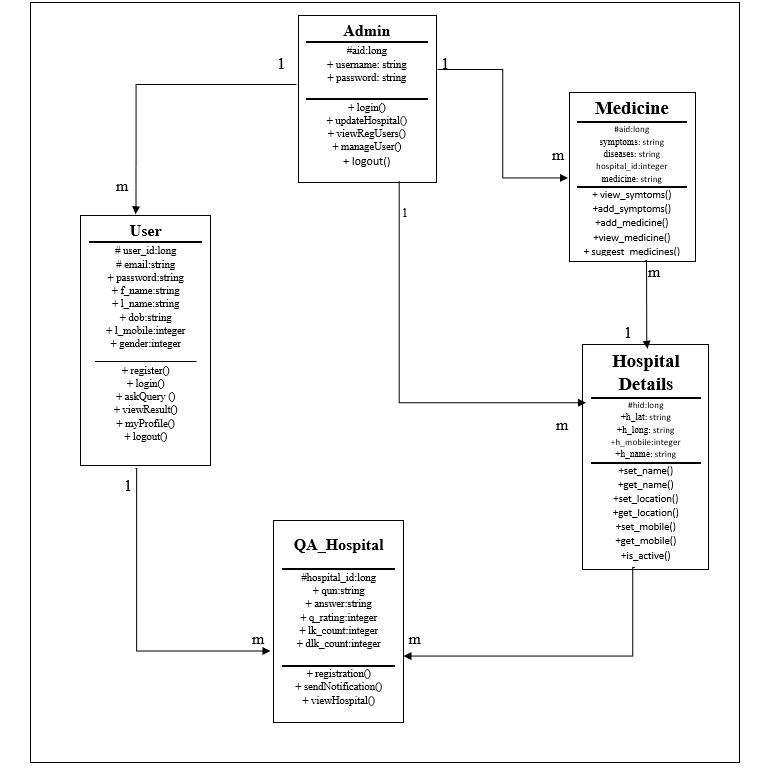 Admin
#aid:long
+ username: string
+ password: string
+ login()
+ updateHospital()
+ viewRegUsers()
+ manageUser()
+ logout()
1
1
m
m
1
Medicine
#aid:long
symptoms: string
diseases: string
hospital_id:integer
medicine: string
+ view_symtoms()
+add_symptoms()
+add_medicine()
+view_medicine()
+ suggest_medicines()
m
1
m
User
# user_id:long
# email:string
+ password:string
+ f_name:string
+ l_name:string
+ dob:string
+ l_mobile:integer
+ gender:integer
+ register()
+ login()
+ askQuery ()
+ viewResult()
+ myProfile()
+ logout()
1
m
Hospital
Details
#hid:long
+h_lat: string
+h_long: string
+h_mobile:integer
+h_name: string
+set_name()
+get_name()
+set_location()
+get_location()
+set_mobile()
+get_mobile()
+is_active()
QA_Hospital
#hospital_id:long
+ qun:string
+ answer:string
+ q_rating:integer
+ lk_count:integer
+ dlk_count:integer
+ registration()
+ sendNotification()
+ viewHospital()
m